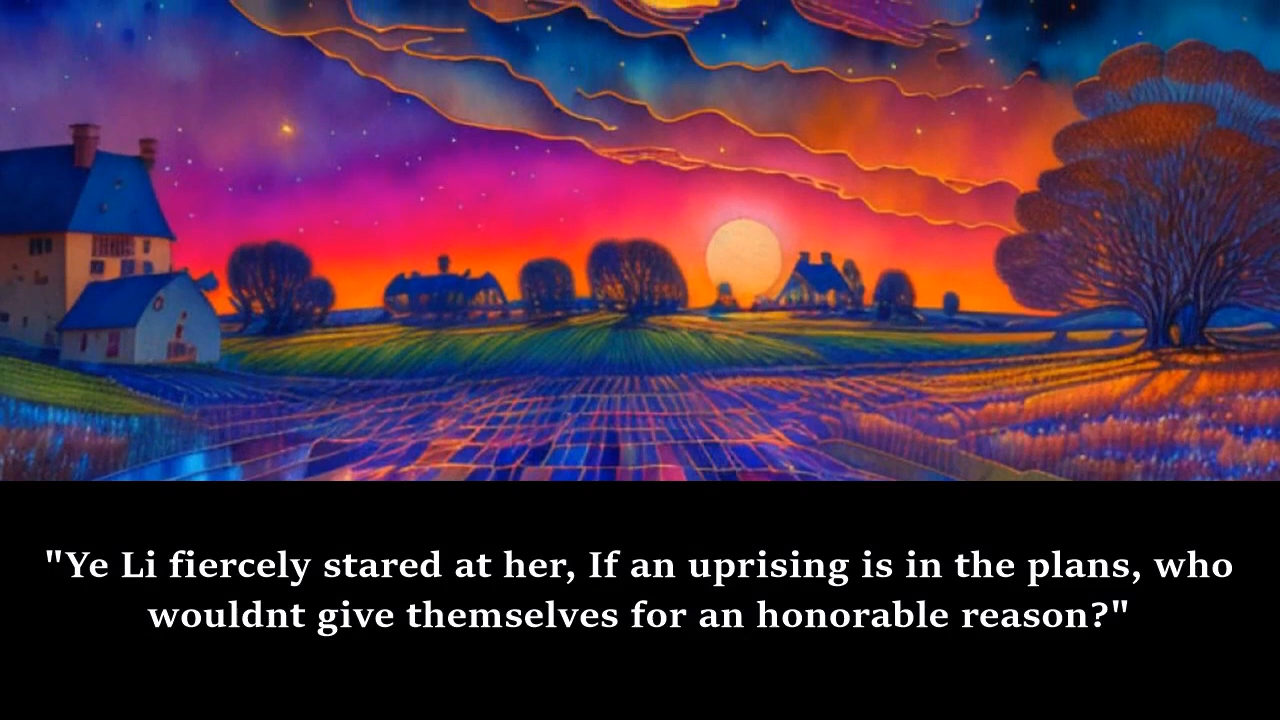 "Ye Li fiercely stared at her, If an uprising is in the plans, who
wouldnt give themselves for an honorable reason?"